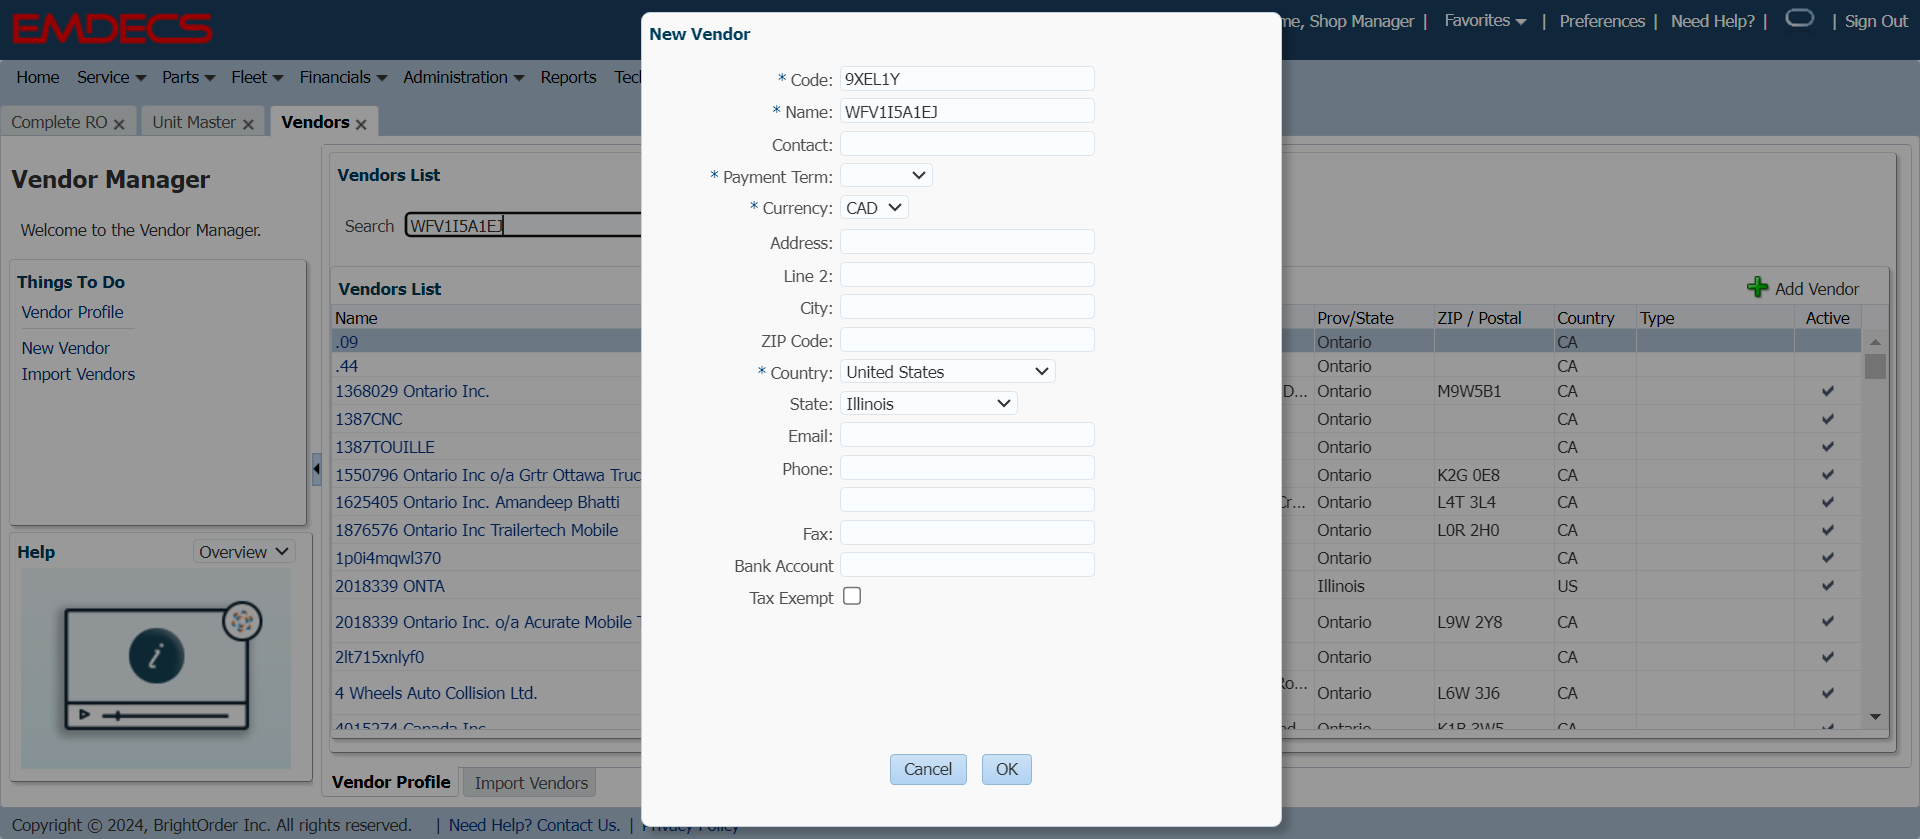 EMDECS
me, Shop Manager | Favorites | Preferences | Need Help? | | Sign Out
Home Service Parts Fleet Financials Administration Reports
Complete RO Unit Master Vendors
Vendor Manager
Welcome to the Vendor Manager.
Things To Do
Vendor Profile
New Vendor
Import Vendors
Help Overview
Vendors List
Search WFV1I5A1EJ
Vendors List
Add Vendor
Name Prov/State ZIP / Postal Country Type Active
.09 Ontario CA
.44 Ontario CA
1368029 Ontario Inc. D... Ontario M9W5B1 CA
1387CNC Ontario CA
1387TOUILLE Ontario CA
1550796 Ontario Inc o/a Grtr Ottawa Truc Ontario K2G 0E8 CA
1625405 Ontario Inc. Amandeep Bhatti Cr... Ontario L4T 3L4 CA
1876576 Ontario Inc Trailertech Mobile Ontario L0R 2H0 CA
1p0i4mqwl370 Ontario CA
2018339 ONTA Illinois US
2018339 Ontario Inc. o/a Acurate Mobile T Ontario L9W 2Y8 CA
2lt715xnlyf0 Ontario CA
4 Wheels Auto Collision Ltd. Ro... Ontario L6W 3J6 CA
4015274 Canada Inc. Ontario K1B 3W5 CA
Vendor Profile Import Vendors
New Vendor
* Code: 9XEL1Y
* Name: WFV1I5A1EJ
Contact:
* Payment Term:
* Currency: CAD
Address:
Line 2:
City:
ZIP Code:
* Country: United States
State: Illinois
Email:
Phone:
Fax:
Bank Account
Tax Exempt
Cancel OK
Copyright © 2024, BrightOrder Inc. All rights reserved. | Need Help? Contact Us. | Privacy Policy